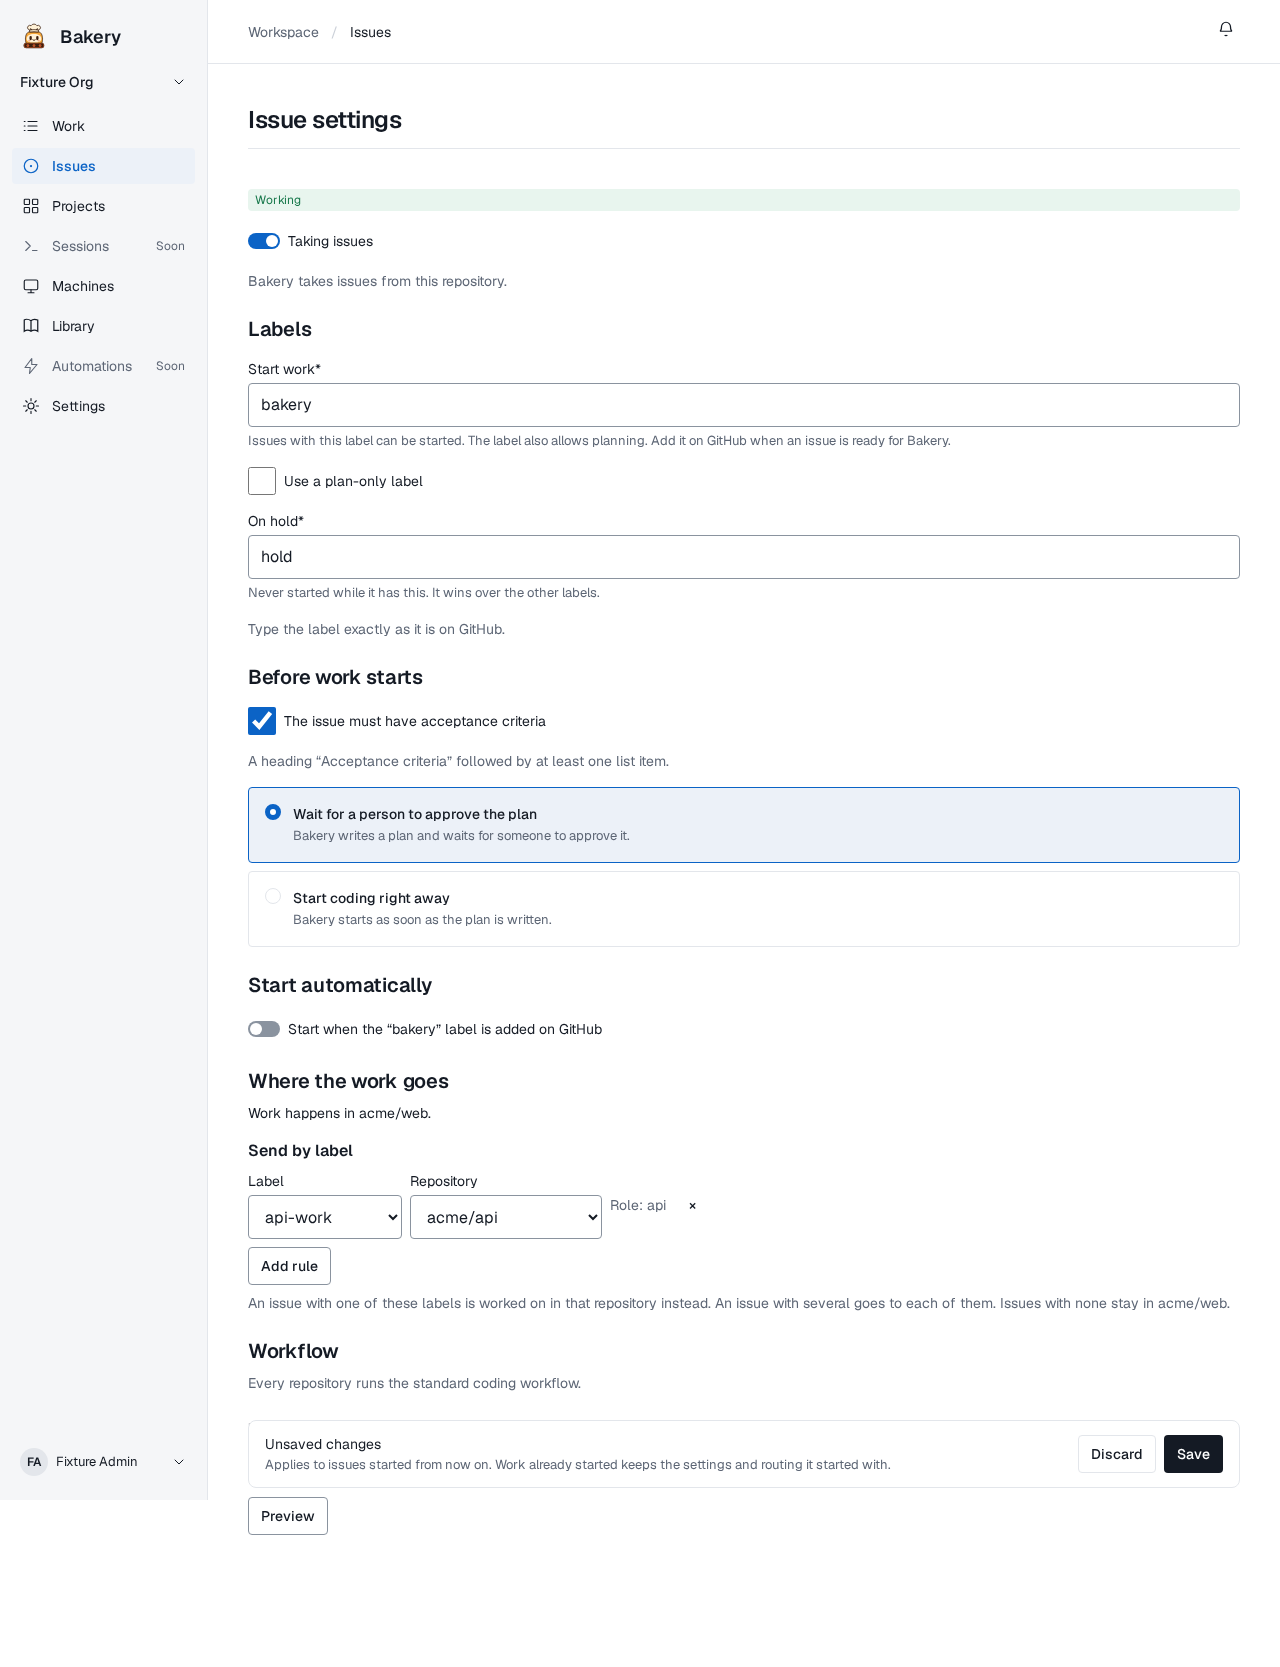 Bakery
Fixture Org
Work
Issues
Projects
Sessions Soon
Machines
Library
Automations Soon
Settings
FA Fixture Admin
Workspace / Issues
Issue settings
Working
Taking issues
Bakery takes issues from this repository.
Labels
Start work*
bakery
Issues with this label can be started. The label also allows planning. Add it on GitHub when an issue is ready for Bakery.
Use a plan-only label
On hold*
hold
Never started while it has this. It wins over the other labels.
Type the label exactly as it is on GitHub.
Before work starts
The issue must have acceptance criteria
A heading “Acceptance criteria” followed by at least one list item.
Wait for a person to approve the plan
Bakery writes a plan and waits for someone to approve it.
Start coding right away
Bakery starts as soon as the plan is written.
Start automatically
Start when the “bakery” label is added on GitHub
Where the work goes
Work happens in acme/web.
Send by label
Label Repository
api-work acme/api Role: api ×
Add rule
An issue with one of these labels is worked on in that repository instead. An issue with several goes to each of them. Issues with none stay in acme/web.
Workflow
Every repository runs the standard coding workflow.
Unsaved changes
Applies to issues started from now on. Work already started keeps the settings and routing it started with.
Discard Save
Preview